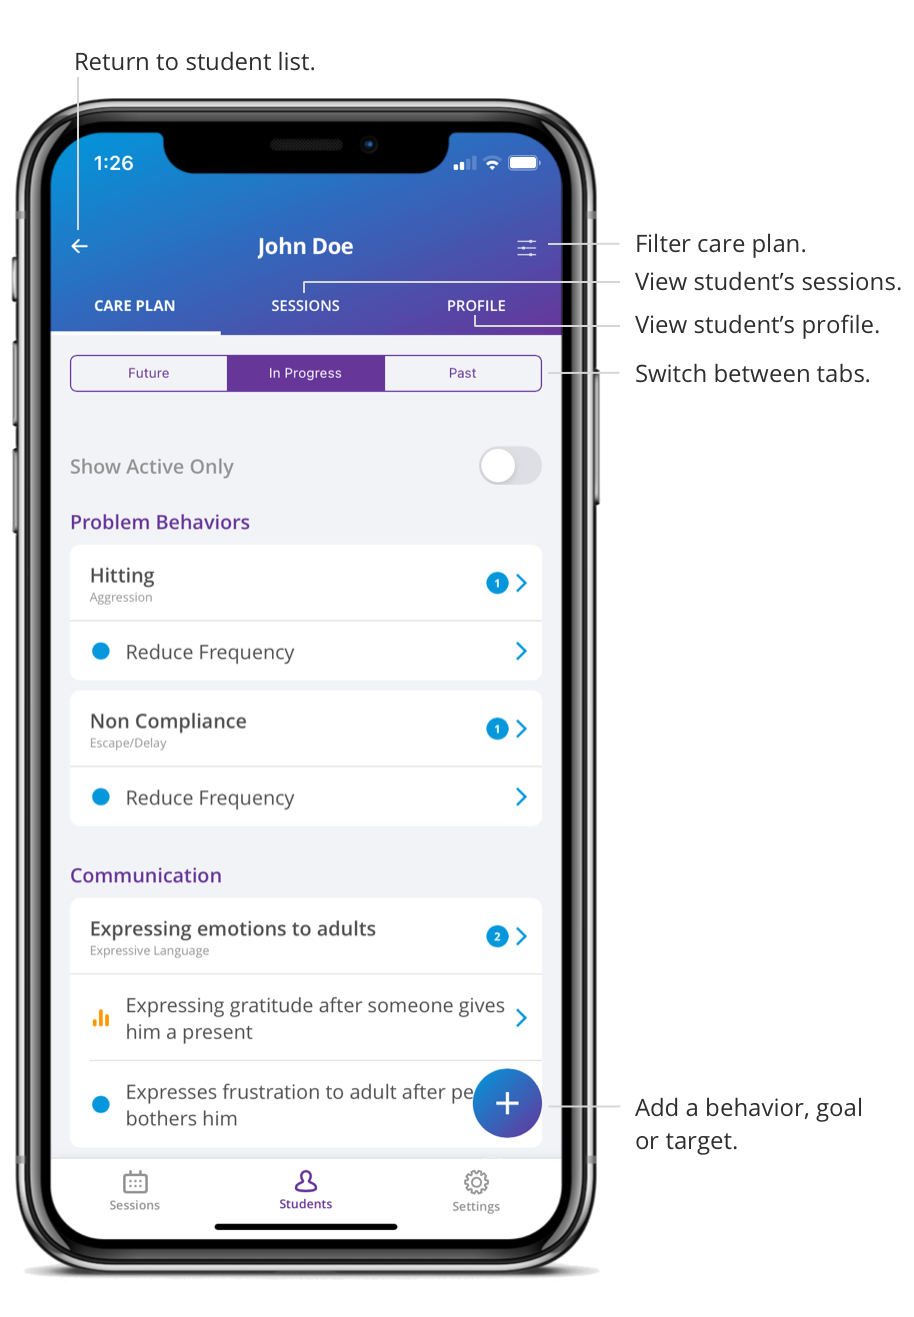 Return to student list.
1:26
John Doe
Filter care plan.
View student’s sessions.
CARE PLAN SESSIONS PROFILE
View student’s profile.
Future In Progress Past
Switch between tabs.
Show Active Only
Problem Behaviors
Hitting
Aggression
1
Reduce Frequency
Non Compliance
Escape/Delay
1
Reduce Frequency
Communication
Expressing emotions to adults
Expressive Language
2
Expressing gratitude after someone gives
him a present
Expresses frustration to adult after pe
bothers him
+
Add a behavior, goal
or target.
Sessions Students Settings